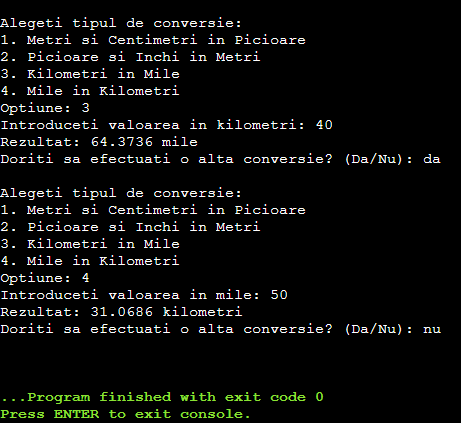 Alegeti tipul de conversie:
1. Metri si Centimetri in Picioare
2. Picioare si Inchi in Metri
3. Kilometri in Mile
4. Mile in Kilometri
Optiune: 3
Introduceti valoarea in kilometri: 40
Rezultat: 64.3736 mile
Doriti sa efectuati o alta conversie? (Da/Nu): da
Alegeti tipul de conversie:
1. Metri si Centimetri in Picioare
2. Picioare si Inchi in Metri
3. Kilometri in Mile
4. Mile in Kilometri
Optiune: 4
Introduceti valoarea in mile: 50
Rezultat: 31.0686 kilometri
Doriti sa efectuati o alta conversie? (Da/Nu): nu
...Program finished with exit code 0
Press ENTER to exit console.